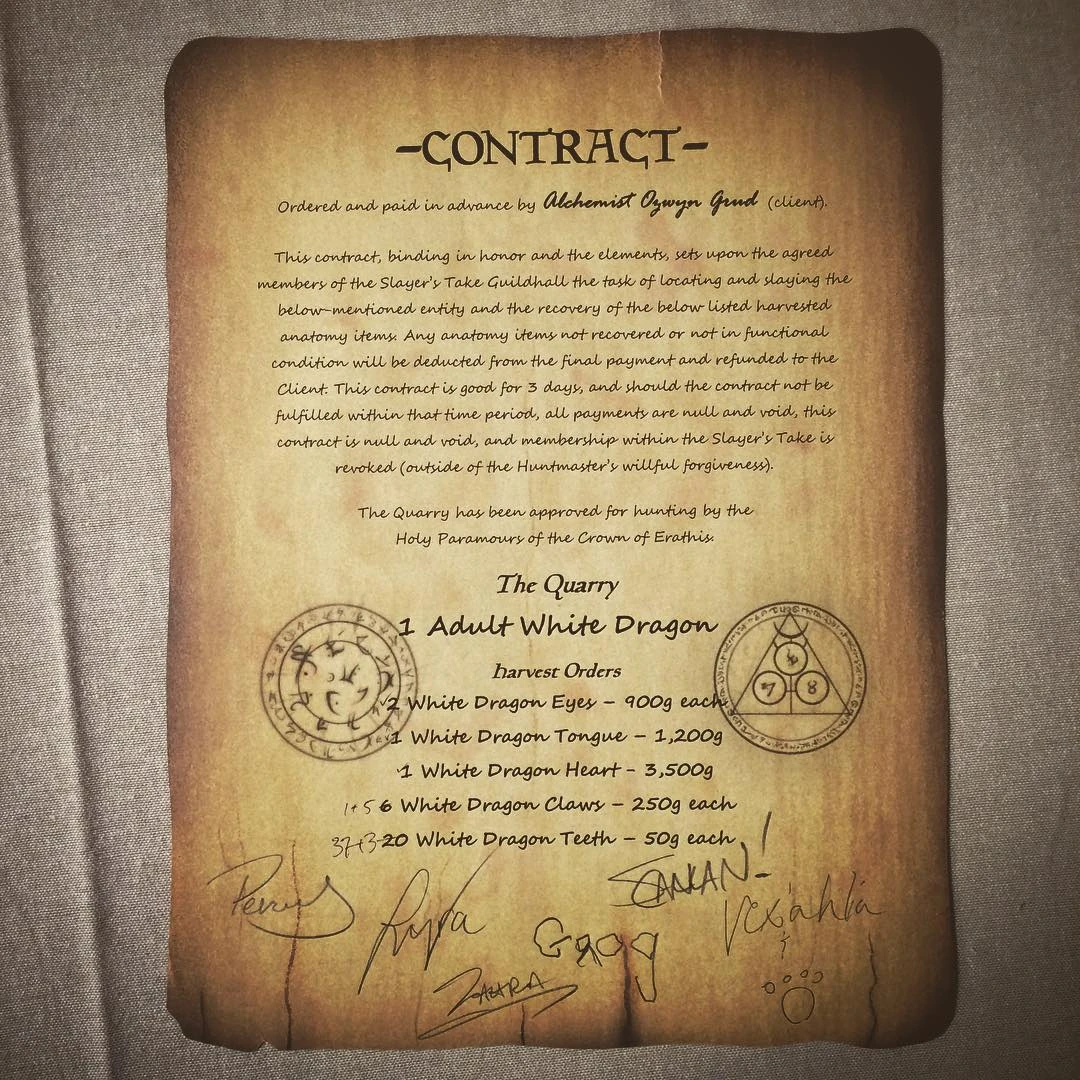 -CONTRACT-
Ordered and paid in advance by Alchemist Ozwyn Grud (client).
This contract, binding in honor and the elements, sets upon the agreed
members of the Slayer's Take Guildhall the task of locating and slaying the
below-mentioned entity and the recovery of the below listed harvested
anatomy items. Any anatomy items not recovered or not in functional
condition will be deducted from the final payment and refunded to the
Client. This contract is good for 3 days, and should the contract not be
fulfilled within that time period, all payments are null and void, this
contract is null and void, and membership within the Slayer's Take is
revoked (outside of the Huntmaster's willful forgiveness).
The Quarry has been approved for hunting by the
Holy Paramours of the Crown of Erathis.
The Quarry
1 Adult White Dragon
harvest Orders
2 White Dragon Eyes - 900g each
1 White Dragon Tongue - 1,200g
1 White Dragon Heart - 3,500g
1+5 6 White Dragon Claws - 250g each
37+3 20 White Dragon Teeth - 50g each
4
7 8
Lyra
Grog
Vex'ahlia
ZAHRA